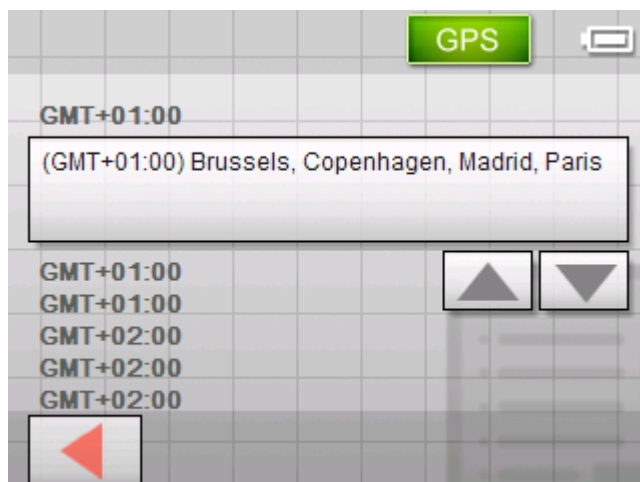 GPS
GMT+01:00
(GMT+01:00) Brussels, Copenhagen, Madrid, Paris
GMT+01:00
GMT+01:00
GMT+02:00
GMT+02:00
GMT+02:00